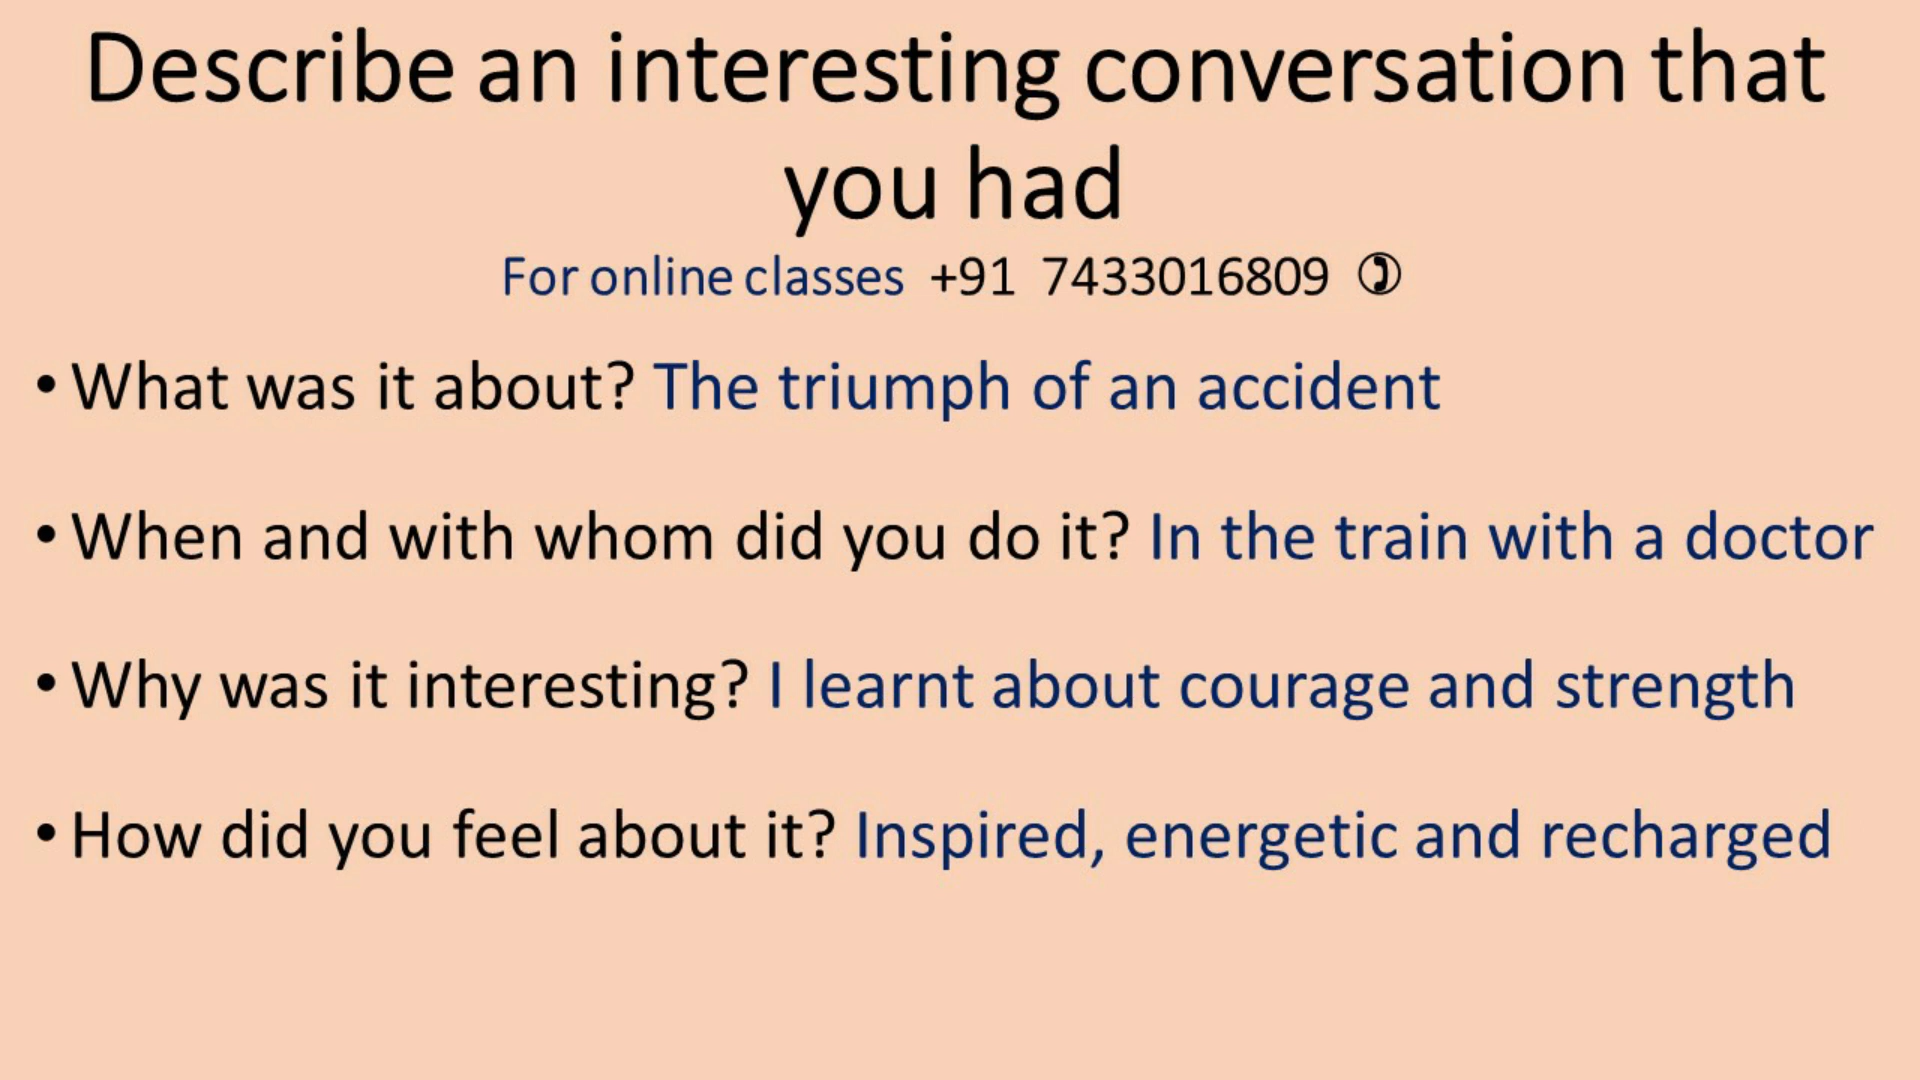 Describe an interesting conversation that
you had
For online classes +91 7433016809 ✆
• What was it about? The triumph of an accident
• When and with whom did you do it? In the train with a doctor
• Why was it interesting? I learnt about courage and strength
• How did you feel about it? Inspired, energetic and recharged